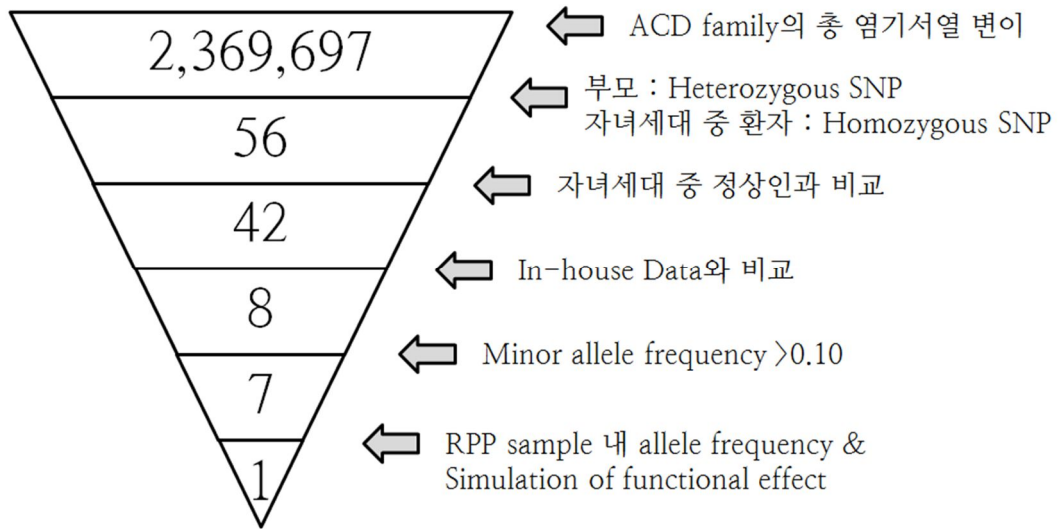 2,369,697
ACD family의 총 염기서열 변이
부모 : Heterozygous SNP
자녀세대 중 환자 : Homozygous SNP
56
자녀세대 중 정상인과 비교
42
In-house Data와 비교
8
Minor allele frequency >0.10
7
RPP sample 내 allele frequency &
Simulation of functional effect
1